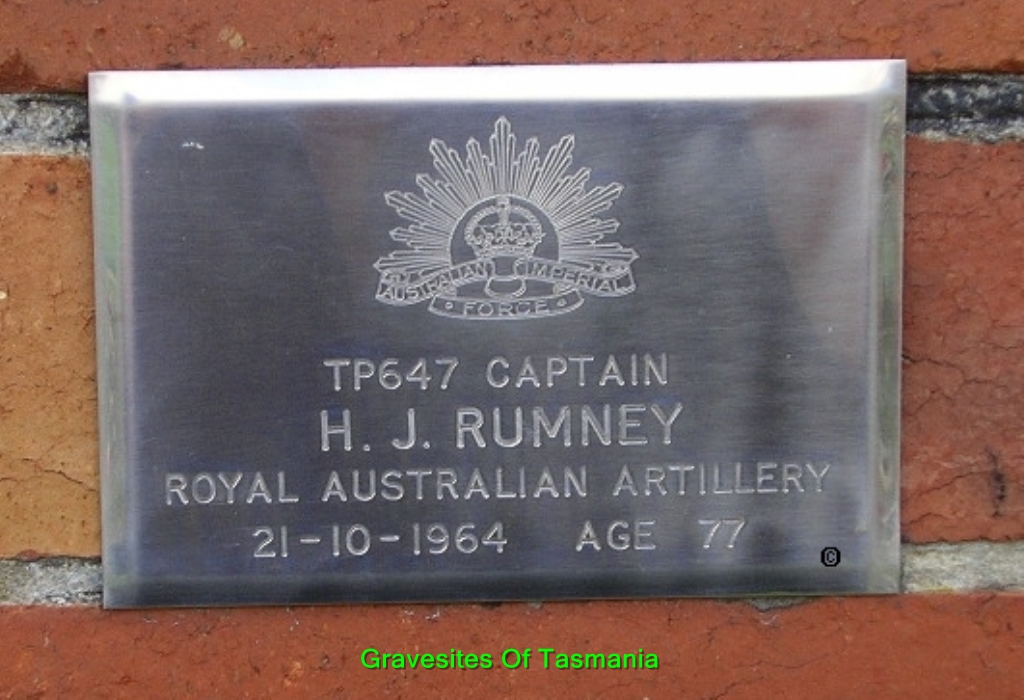 AUSTRALIAN IMPERIAL
FORCE
TP647 CAPTAIN
H. J. RUMNEY
ROYAL AUSTRALIAN ARTILLERY
21-10-1964 AGE 77
©
Gravesites Of Tasmania